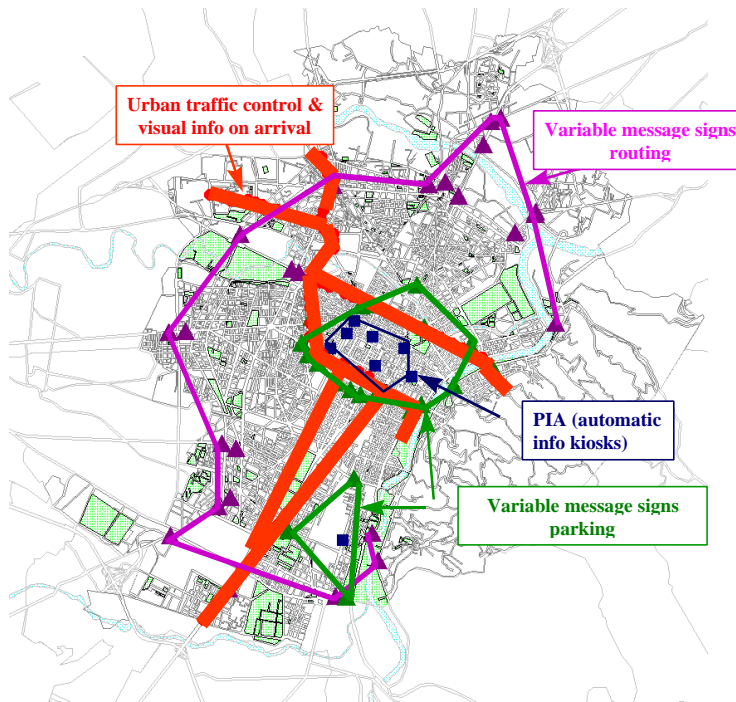 Urban traffic control &
visual info on arrival
Variable message signs
routing
PIA (automatic
info kiosks)
Variable message signs
parking